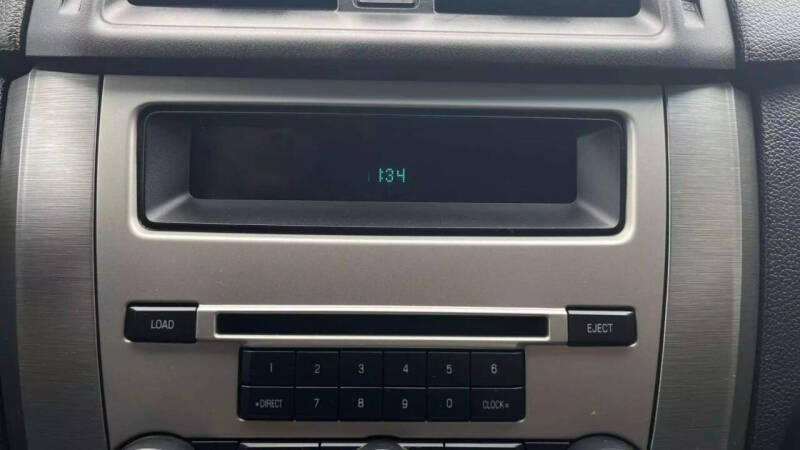 1:34
LOAD
EJECT
1 2 3 4 5 6
*DIRECT 7 8 9 0 CLOCK#